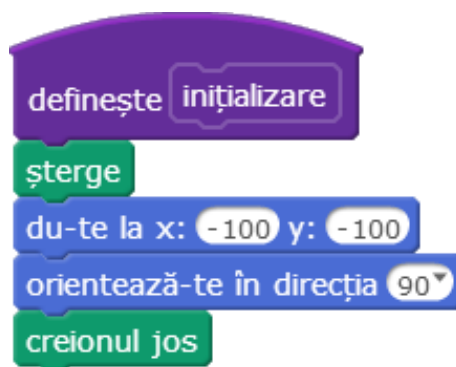 definește inițializare
șterge
du-te la x: -100 y: -100
orientează-te în direcția 90
creionul jos